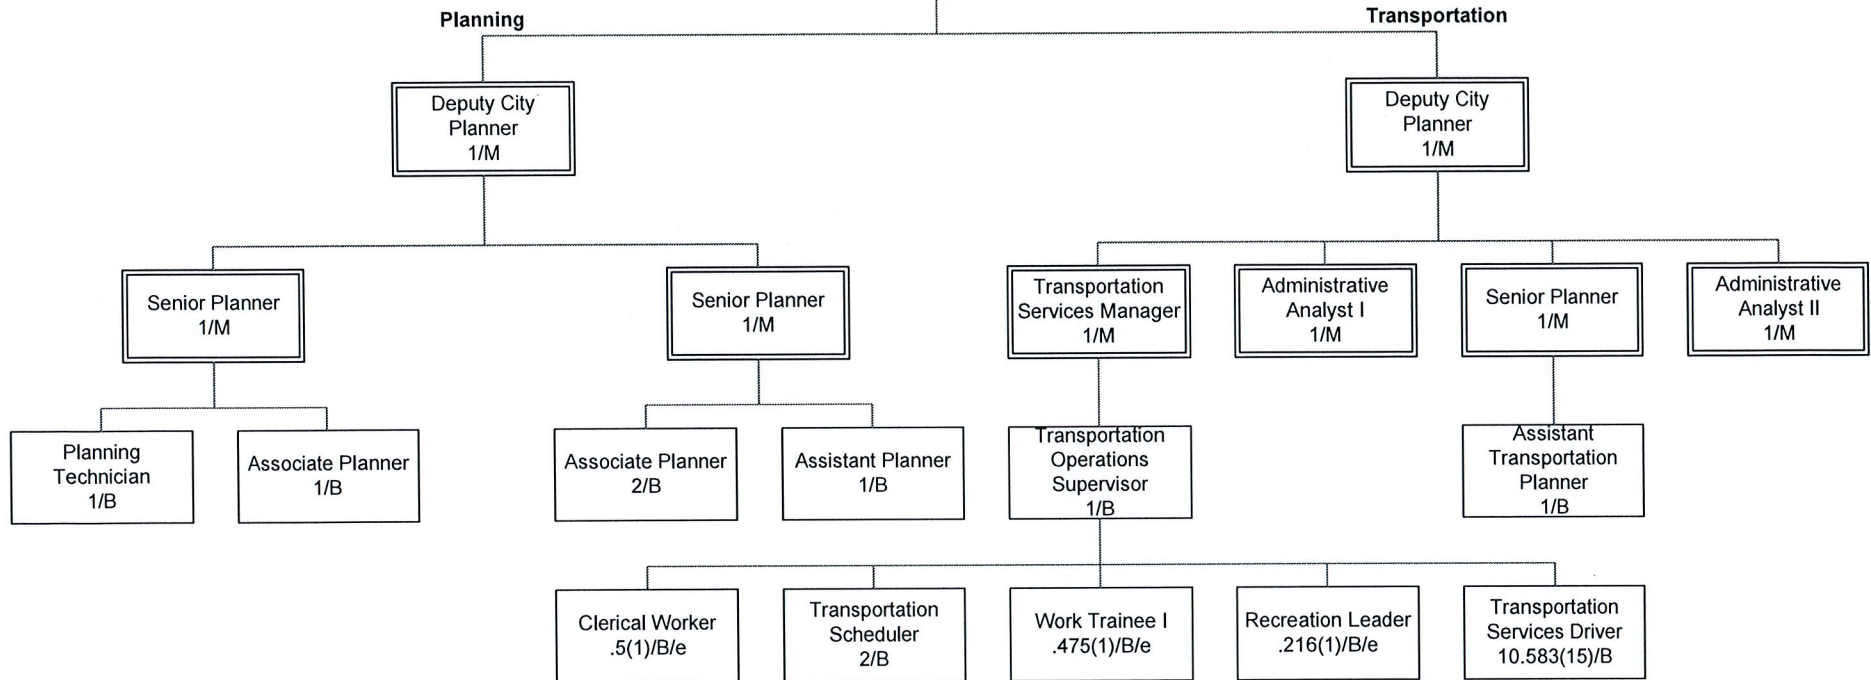 Planning
Transportation
Deputy City
Planner
1/M
Deputy City
Planner
1/M
Senior Planner
1/M
Senior Planner
1/M
Transportation
Services Manager
1/M
Administrative
Analyst I
1/M
Senior Planner
1/M
Administrative
Analyst II
1/M
Planning
Technician
1/B
Associate Planner
1/B
Associate Planner
2/B
Assistant Planner
1/B
Transportation
Operations
Supervisor
1/B
Assistant
Transportation
Planner
1/B
Clerical Worker
.5(1)/B/e
Transportation
Scheduler
2/B
Work Trainee I
.475(1)/B/e
Recreation Leader
.216(1)/B/e
Transportation
Services Driver
10.583(15)/B